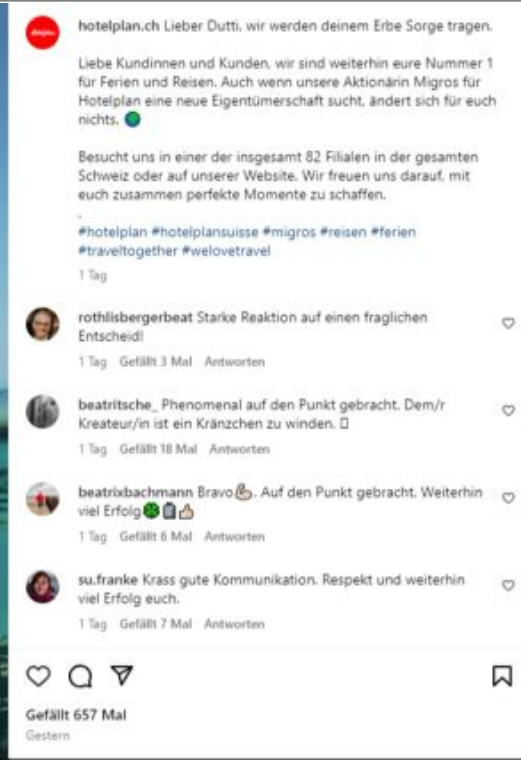 hotelplan.ch Lieber Dutti, wir werden deinem Erbe Sorge tragen.
Liebe Kundinnen und Kunden, wir sind weiterhin eure Nummer 1
für Ferien und Reisen. Auch wenn unsere Aktionärin Migros für
Hotelplan eine neue Eigentümerschaft sucht, ändert sich für euch
nichts. 🌍
Besucht uns in einer der insgesamt 82 Filialen in der gesamten
Schweiz oder auf unserer Website. Wir freuen uns darauf, mit
euch zusammen perfekte Momente zu schaffen.
.
#hotelplan #hotelplansuisse #migros #reisen #ferien
#traveltogether #welovetravel
1 Tag
rothlisbergerbeat Starke Reaktion auf einen fraglichen
Entscheid!
1 Tag Gefällt 3 Mal Antworten
beatritsche_ Phenomenal auf den Punkt gebracht. Dem/r
Kreateur/in ist ein Kränzchen zu winden.
1 Tag Gefällt 18 Mal Antworten
beatrixbachmann Bravo💪. Auf den Punkt gebracht. Weiterhin
viel Erfolg🍀🧳👍
1 Tag Gefällt 6 Mal Antworten
su.franke Krass gute Kommunikation. Respekt und weiterhin
viel Erfolg euch.
1 Tag Gefällt 7 Mal Antworten
Gefällt 657 Mal
Gestern